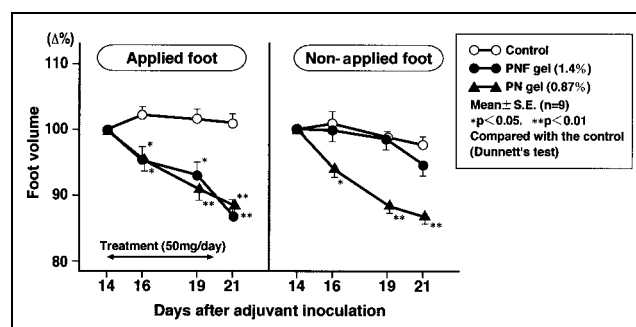 (Δ%)
Applied foot
Non-applied foot
Control
PNF gel (1.4%)
PN gel (0.87%)
Mean± S.E. (n=9)
*p<0.05, **p<0.01
Compared with the control
(Dunnett's test)
110
100
90
80
Foot volume
*
*
*
**
**
**
*
**
**
Treatment (50mg/day)
14 16 19 21 14 16 19 21
Days after adjuvant inoculation